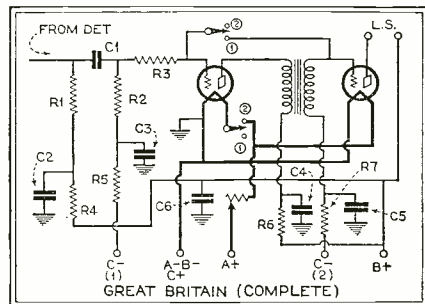 FROM DET
C1
②
①
L.S.
R3
R1
R2
②
①
C3
C2
R5
R4
C6
C4
R7
R6
C5
C-
(1)
A-B-
C+
A+
C-
(2)
B+
GREAT BRITAIN (COMPLETE)